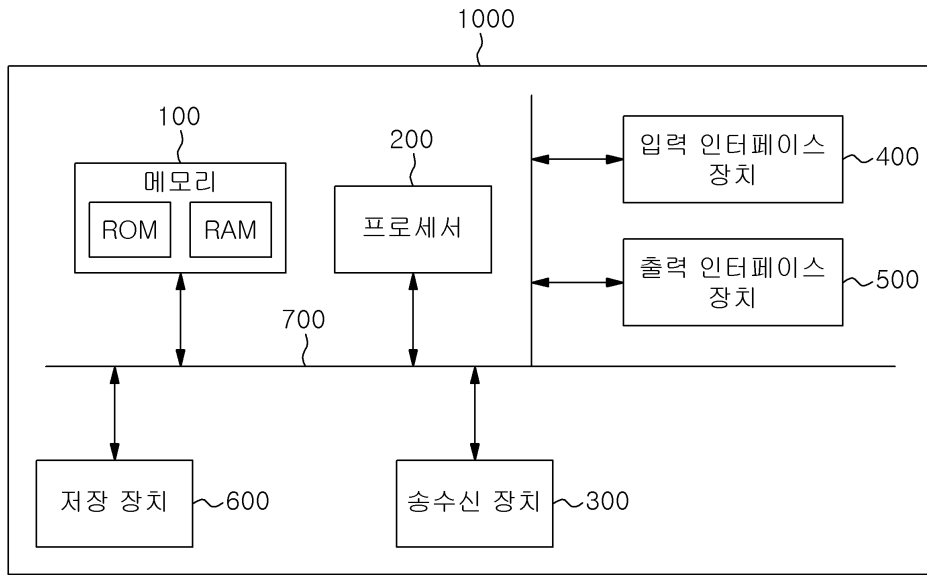 1000
100
메모리
ROM
RAM
200
프로세서
입력 인터페이스
장치
400
출력 인터페이스
장치
500
700
저장 장치
600
송수신 장치
300